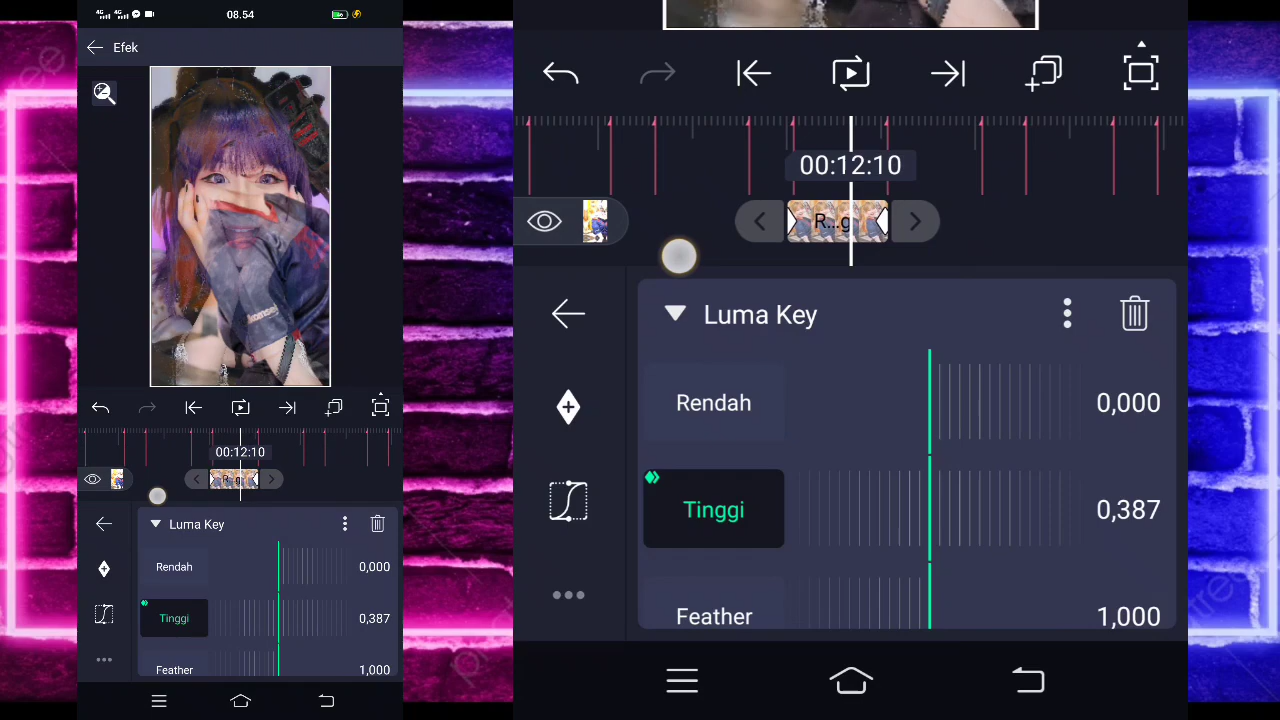 08.54
Efek
00:12:10
R...g
Luma Key
Rendah
0,000
Tinggi
0,387
Feather
1,000
00:12:10
R...g
Luma Key
Rendah
0,000
Tinggi
0,387
Feather
1,000